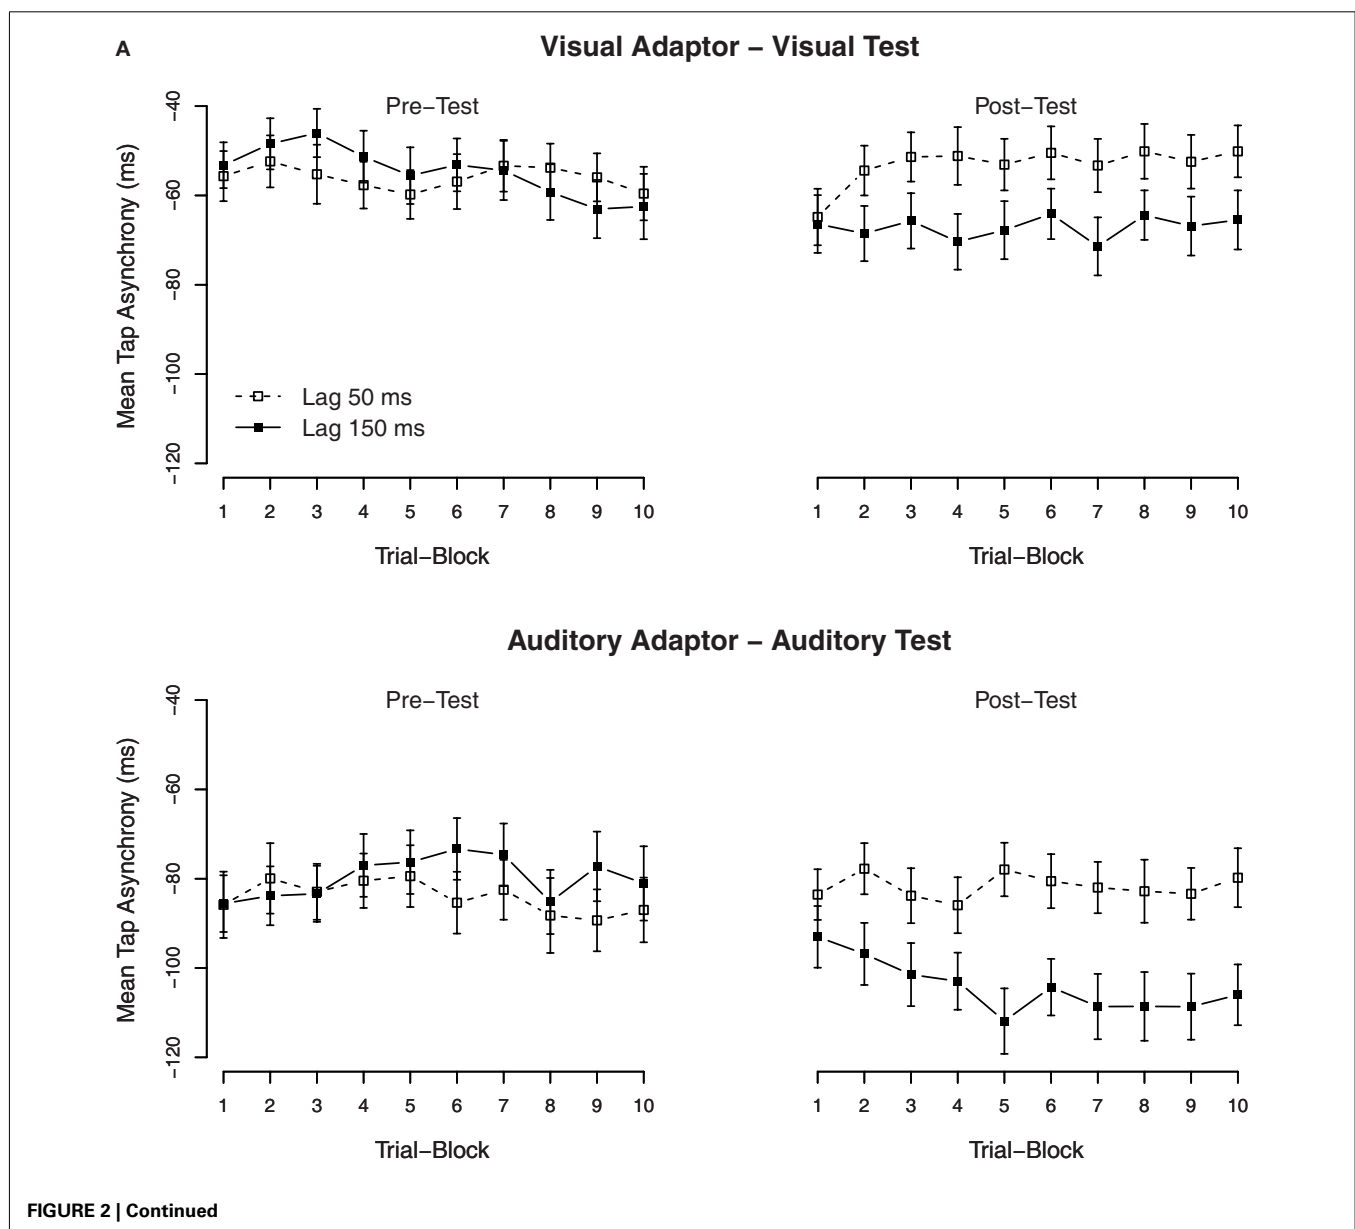 A
Visual Adaptor – Visual Test
Pre–Test
Post–Test
Mean Tap Asynchrony (ms)
−40
−60
−80
−100
−120
Lag 50 ms
Lag 150 ms
1 2 3 4 5 6 7 8 9 10
1 2 3 4 5 6 7 8 9 10
Trial–Block
Trial–Block
Auditory Adaptor – Auditory Test
Pre–Test
Post–Test
Mean Tap Asynchrony (ms)
−40
−60
−80
−100
−120
1 2 3 4 5 6 7 8 9 10
1 2 3 4 5 6 7 8 9 10
Trial–Block
Trial–Block
FIGURE 2 | Continued